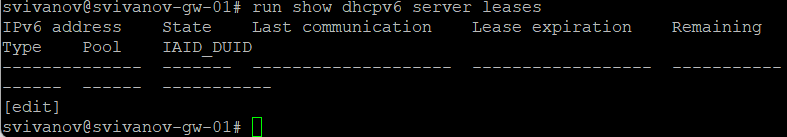 svivanov@svivanov-gw-01# run show dhcpv6 server leases
IPv6 address    State    Last communication    Lease expiration    Remaining
Type    Pool    IAID_DUID
--------------  -------  --------------------  ------------------  -----------
------  ------  -----------
[edit]
svivanov@svivanov-gw-01#